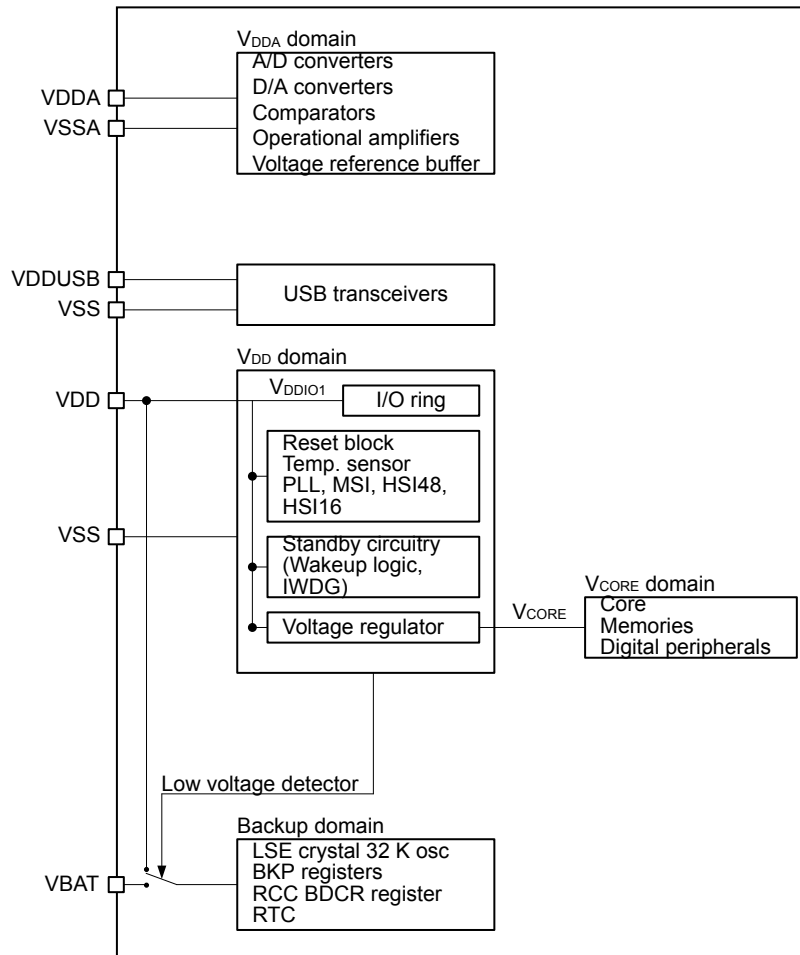 VDDA domain
A/D converters
D/A converters
Comparators
Operational amplifiers
Voltage reference buffer
VDDA
VSSA
VDDUSB
VSS
USB transceivers
VDD domain
VDD
VDDIO1
I/O ring
Reset block
Temp. sensor
PLL, MSI, HSI48,
HSI16
VSS
Standby circuitry
(Wakeup logic,
IWDG)
Voltage regulator
VCORE
VCORE domain
Core
Memories
Digital peripherals
Low voltage detector
Backup domain
LSE crystal 32 K osc
BKP registers
RCC BDCR register
RTC
VBAT